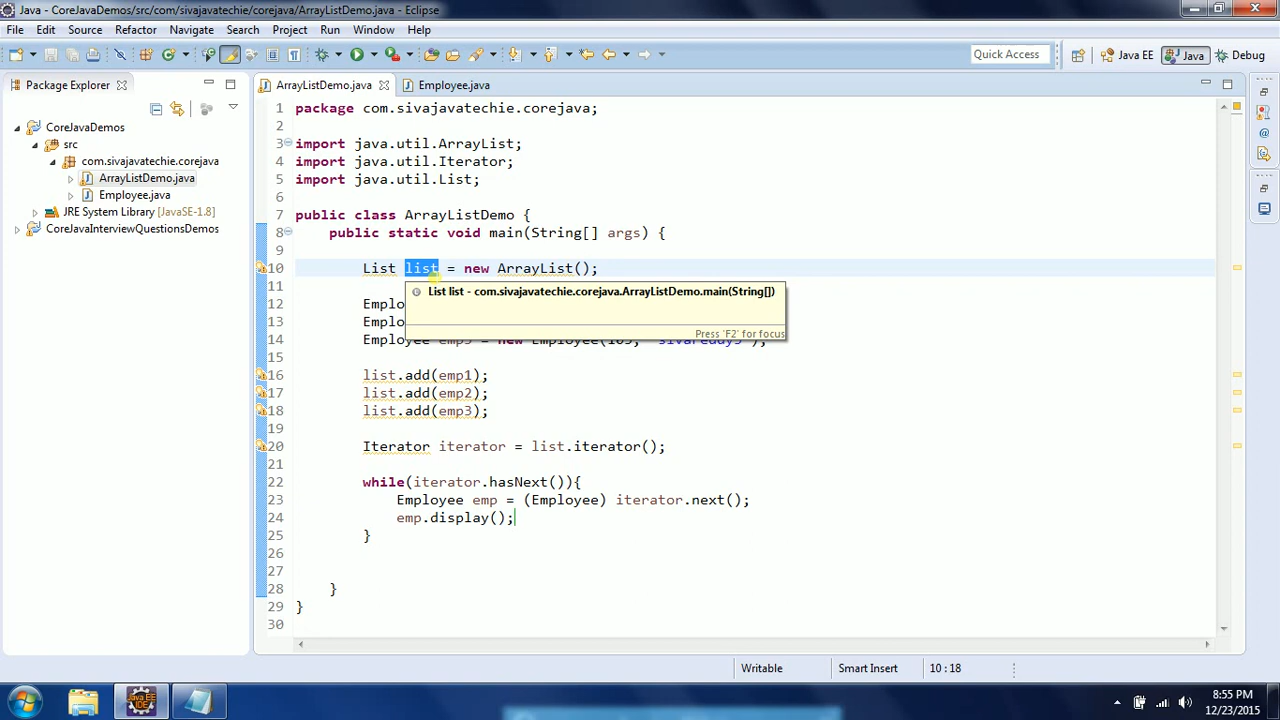 Java - CoreJavaDemos/src/com/sivajavatechie/corejava/ArrayListDemo.java - Eclipse
File Edit Source Refactor Navigate Search Project Run Window Help
Quick Access Java EE Java Debug
Package Explorer
ArrayListDemo.java Employee.java
CoreJavaDemos
src
com.sivajavatechie.corejava
ArrayListDemo.java
Employee.java
JRE System Library [JavaSE-1.8]
CoreJavaInterviewQuestionsDemos
1 package com.sivajavatechie.corejava;
2
3 import java.util.ArrayList;
4 import java.util.Iterator;
5 import java.util.List;
6
7 public class ArrayListDemo {
8 public static void main(String[] args) {
9
10 List list = new ArrayList();
11
List list - com.sivajavatechie.corejava.ArrayListDemo.main(String[])
12 Emplo
13 Emplo
Press 'F2' for focus
14
15
16 list.add(emp1);
17 list.add(emp2);
18 list.add(emp3);
19
20 Iterator iterator = list.iterator();
21
22 while(iterator.hasNext()){
23 Employee emp = (Employee) iterator.next();
24 emp.display();
25 }
26
27
28 }
29 }
30
Writable Smart Insert 10 : 18
Java EE IDE
8:55 PM
12/23/2015